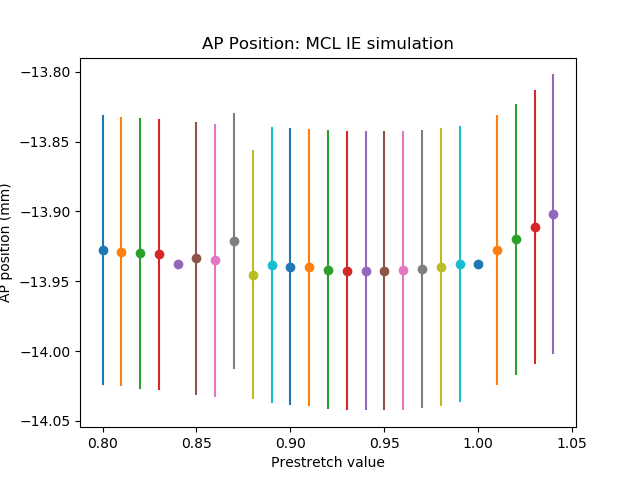 AP Position: MCL IE simulation
−13.80
−13.85
−13.90
−13.95
−14.00
−14.05
AP position (mm)
0.80 0.85 0.90 0.95 1.00 1.05
Prestretch value